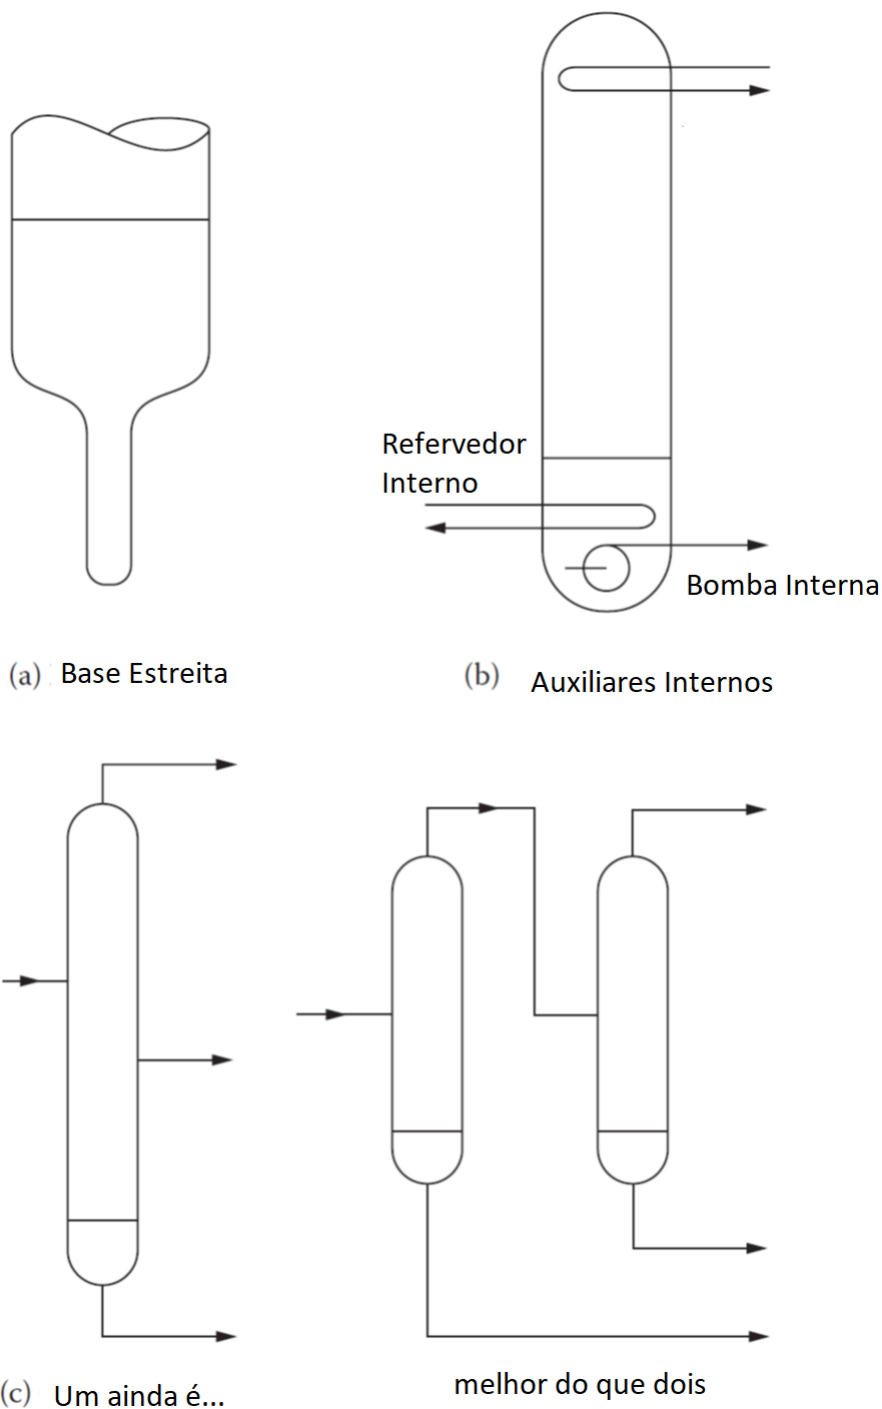 Refervedor
Interno
Bomba Interna
(a) Base Estreita
(b) Auxiliares Internos
(c) Um ainda é...
melhor do que dois